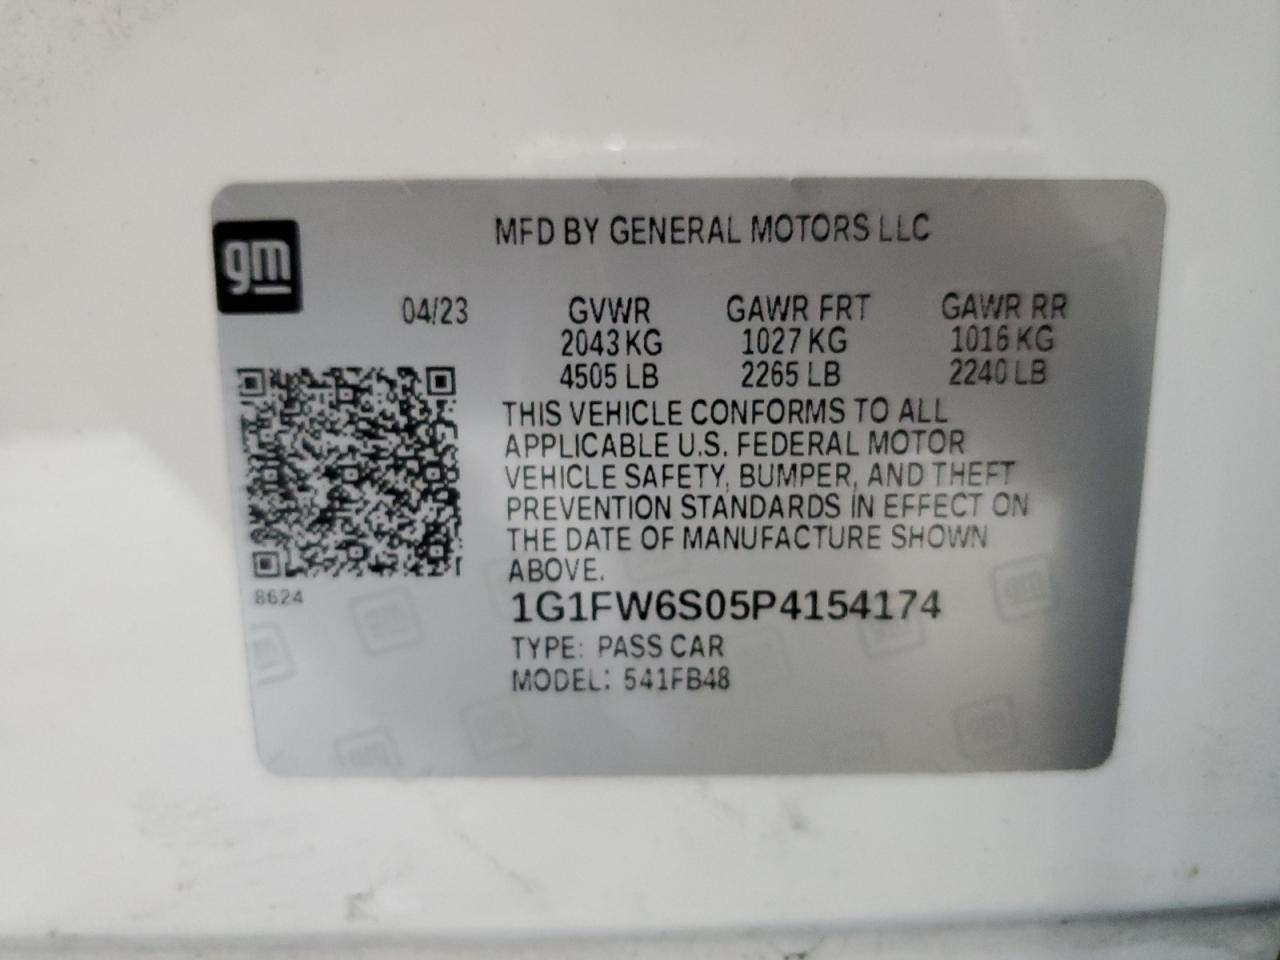 MFD BY GENERAL MOTORS LLC
gm
04/23 GVWR GAWR FRT GAWR RR
2043 KG 1027 KG 1016 KG
4505 LB 2265 LB 2240 LB
THIS VEHICLE CONFORMS TO ALL
APPLICABLE U.S. FEDERAL MOTOR
VEHICLE SAFETY, BUMPER, AND THEFT
PREVENTION STANDARDS IN EFFECT ON
THE DATE OF MANUFACTURE SHOWN
ABOVE.
8624
1G1FW6S05P4154174
TYPE: PASS CAR
MODEL: 541FB48